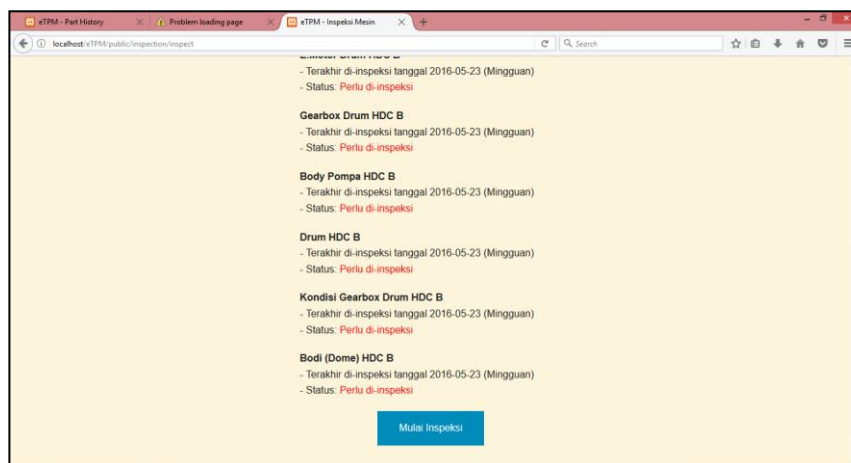 eTPM - Part History
Problem loading page
eTPM - Inspeksi Mesin
localhost/eTPM/public/inspection/inspect
Search
E.Motor Drum HDC B
- Terakhir di-inspeksi tanggal 2016-05-23 (Mingguan)
- Status: Perlu di-inspeksi
Gearbox Drum HDC B
- Terakhir di-inspeksi tanggal 2016-05-23 (Mingguan)
- Status: Perlu di-inspeksi
Body Pompa HDC B
- Terakhir di-inspeksi tanggal 2016-05-23 (Mingguan)
- Status: Perlu di-inspeksi
Drum HDC B
- Terakhir di-inspeksi tanggal 2016-05-23 (Mingguan)
- Status: Perlu di-inspeksi
Kondisi Gearbox Drum HDC B
- Terakhir di-inspeksi tanggal 2016-05-23 (Mingguan)
- Status: Perlu di-inspeksi
Bodi (Dome) HDC B
- Terakhir di-inspeksi tanggal 2016-05-23 (Mingguan)
- Status: Perlu di-inspeksi
Mulai Inspeksi